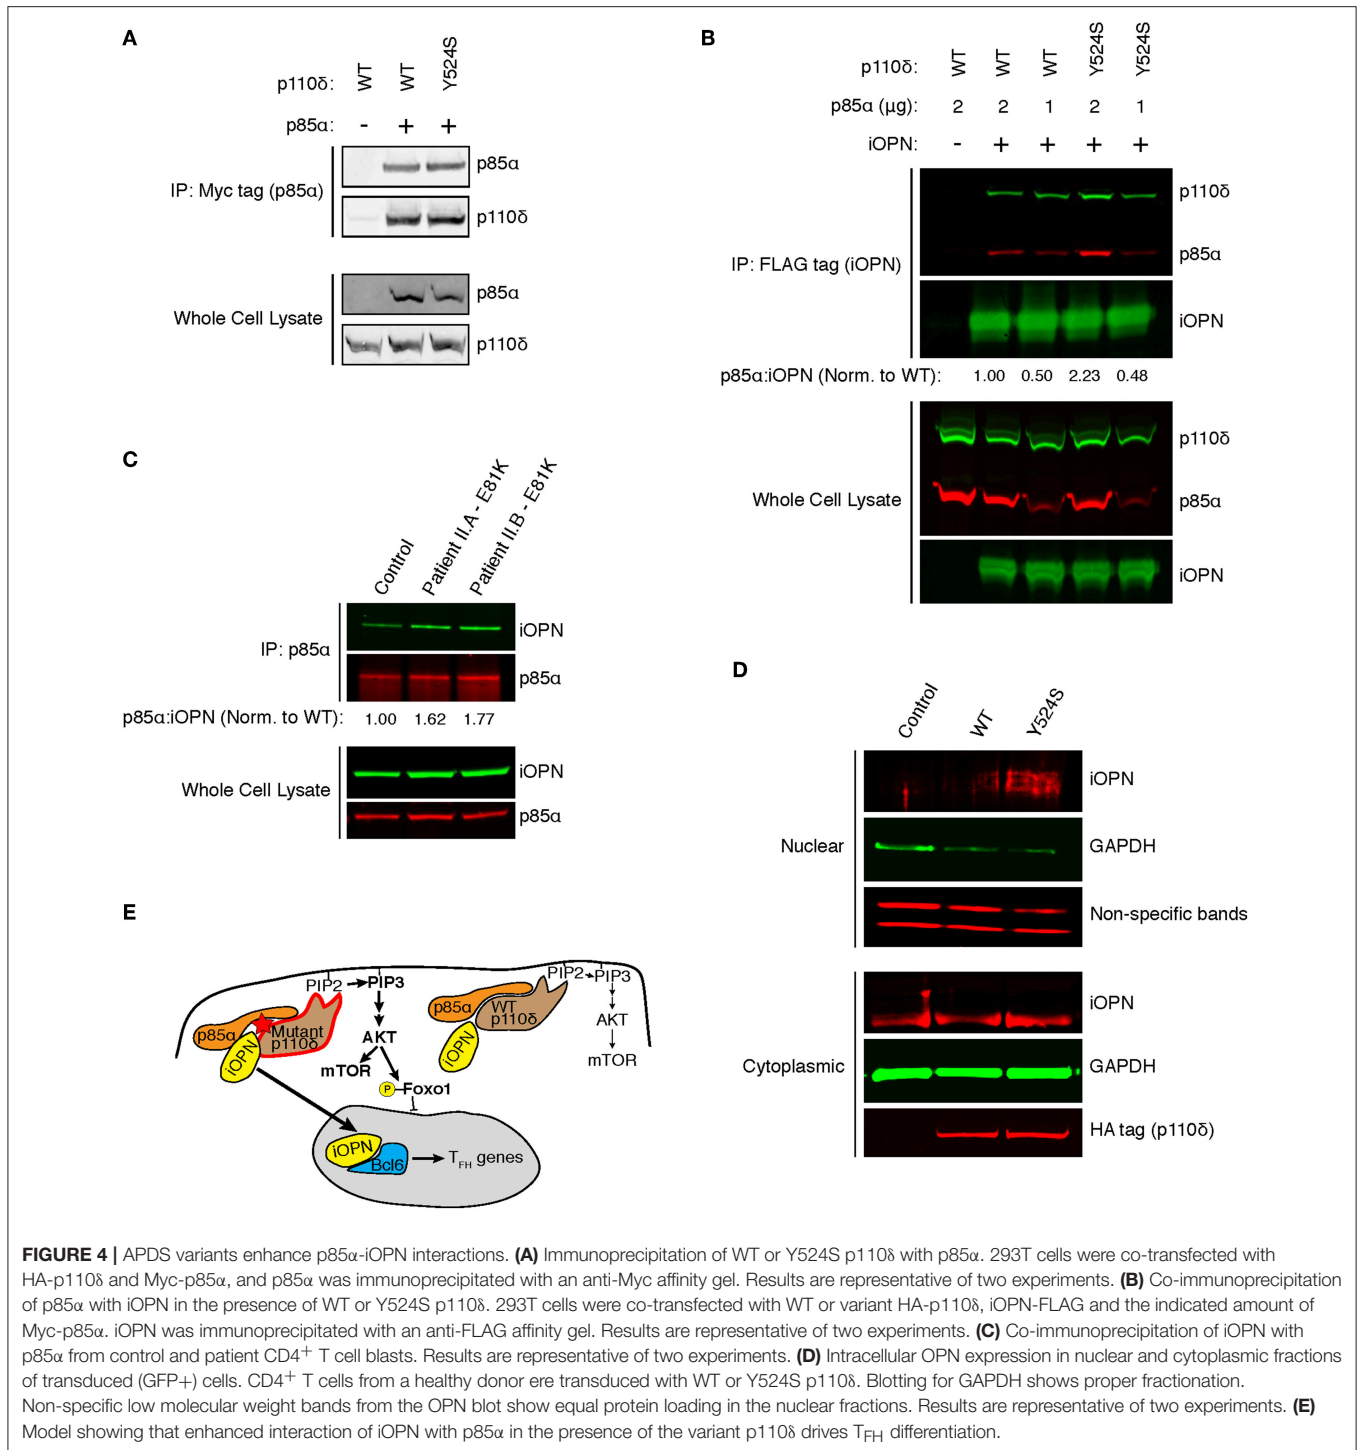 A
p110δ: WT WT Y524S
p85α: - + +
IP: Myc tag (p85α)
p85α
p110δ
Whole Cell Lysate
p85α
p110δ
B
p110δ: WT WT WT Y524S Y524S
p85α (µg): 2 2 1 2 1
iOPN: - + + + +
IP: FLAG tag (iOPN)
p110δ
p85α
iOPN
p85α:iOPN (Norm. to WT): 1.00 0.50 2.23 0.48
Whole Cell Lysate
p110δ
p85α
iOPN
C
Control
Patient II.A - E81K
Patient II.B - E81K
IP: p85α
iOPN
p85α
p85α:iOPN (Norm. to WT): 1.00 1.62 1.77
Whole Cell Lysate
iOPN
p85α
D
Control
WT
Y524S
Nuclear
iOPN
GAPDH
Non-specific bands
Cytoplasmic
iOPN
GAPDH
HA tag (p110δ)
E
PIP2
PIP3
p85α
Mutant
p110δ
iOPN
AKT
mTOR
P
Foxo1
iOPN
Bcl6
TFH genes
PIP2
PIP3
p85α
WT
p110δ
iOPN
AKT
mTOR
FIGURE 4 | APDS variants enhance p85α-iOPN interactions. (A) Immunoprecipitation of WT or Y524S p110δ with p85α. 293T cells were co-transfected with
HA-p110δ and Myc-p85α, and p85α was immunoprecipitated with an anti-Myc affinity gel. Results are representative of two experiments. (B) Co-immunoprecipitation
of p85α with iOPN in the presence of WT or Y524S p110δ. 293T cells were co-transfected with WT or variant HA-p110δ, iOPN-FLAG and the indicated amount of
Myc-p85α. iOPN was immunoprecipitated with an anti-FLAG affinity gel. Results are representative of two experiments. (C) Co-immunoprecipitation of iOPN with
p85α from control and patient CD4+ T cell blasts. Results are representative of two experiments. (D) Intracellular OPN expression in nuclear and cytoplasmic fractions
of transduced (GFP+) cells. CD4+ T cells from a healthy donor ere transduced with WT or Y524S p110δ. Blotting for GAPDH shows proper fractionation.
Non-specific low molecular weight bands from the OPN blot show equal protein loading in the nuclear fractions. Results are representative of two experiments. (E)
Model showing that enhanced interaction of iOPN with p85α in the presence of the variant p110δ drives TFH differentiation.